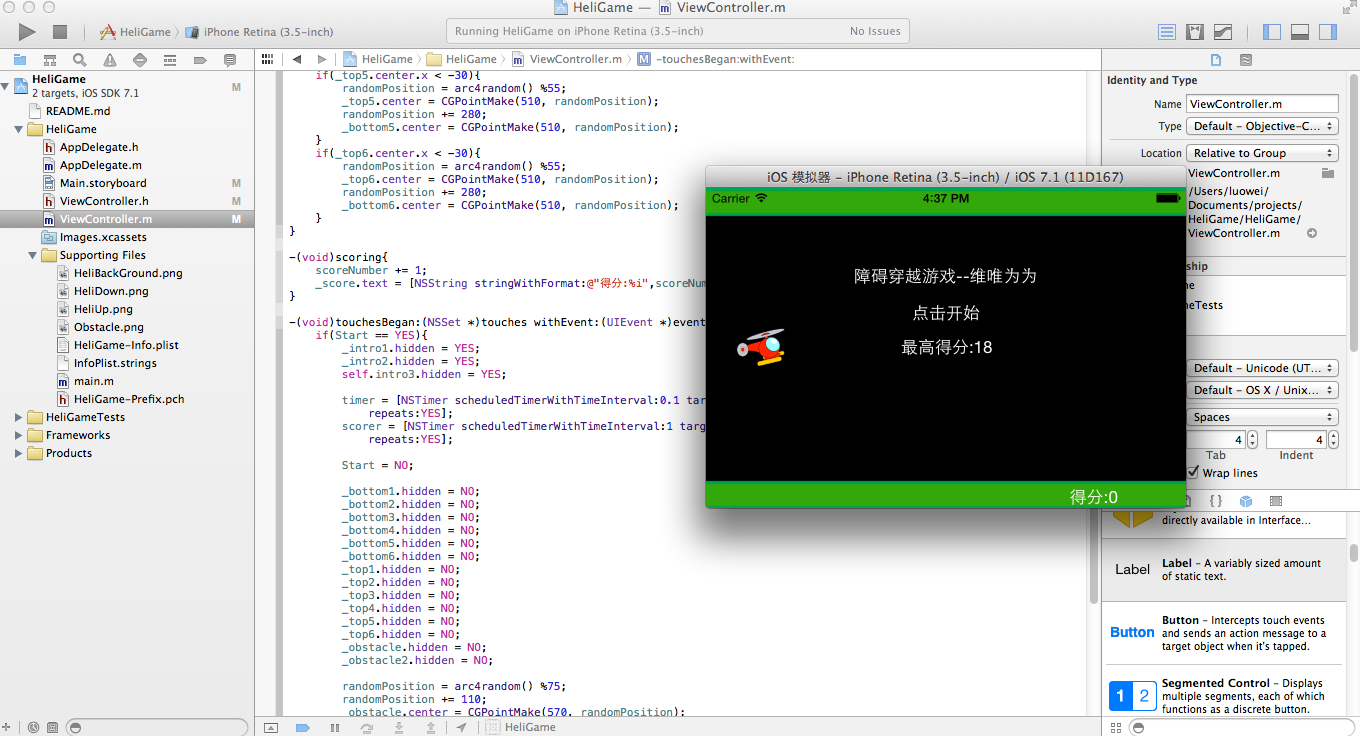 HeliGame — ViewController.m
HeliGame 〉 iPhone Retina (3.5-inch)
Running HeliGame on iPhone Retina (3.5-inch)
No Issues
HeliGame
2 targets, iOS SDK 7.1
M
README.md
HeliGame
AppDelegate.h
AppDelegate.m
Main.storyboard
M
ViewController.h
M
ViewController.m
M
Images.xcassets
Supporting Files
HeliBackGround.png
HeliDown.png
HeliUp.png
Obstacle.png
HeliGame-Info.plist
InfoPlist.strings
main.m
HeliGame-Prefix.pch
HeliGameTests
Frameworks
Products
HeliGame 〉 HeliGame 〉 ViewController.m 〉 M -touchesBegan:withEvent:
if(_top5.center.x < -30){
randomPosition = arc4random() %55;
_top5.center = CGPointMake(510, randomPosition);
randomPosition += 280;
_bottom5.center = CGPointMake(510, randomPosition);
}
if(_top6.center.x < -30){
randomPosition = arc4random() %55;
_top6.center = CGPointMake(510, randomPosition);
randomPosition += 280;
_bottom6.center = CGPointMake(510, randomPosition);
}
}
-(void)scoring{
scoreNumber += 1;
_score.text = [NSString stringWithFormat:@"得分:%i",scoreNum
}
-(void)touchesBegan:(NSSet *)touches withEvent:(UIEvent *)event
if(Start == YES){
_intro1.hidden = YES;
_intro2.hidden = YES;
self.intro3.hidden = YES;
timer = [NSTimer scheduledTimerWithTimeInterval:0.1 tar
repeats:YES];
scorer = [NSTimer scheduledTimerWithTimeInterval:1 targ
repeats:YES];
Start = NO;
_bottom1.hidden = NO;
_bottom2.hidden = NO;
_bottom3.hidden = NO;
_bottom4.hidden = NO;
_bottom5.hidden = NO;
_bottom6.hidden = NO;
_top1.hidden = NO;
_top2.hidden = NO;
_top3.hidden = NO;
_top4.hidden = NO;
_top5.hidden = NO;
_top6.hidden = NO;
_obstacle.hidden = NO;
_obstacle2.hidden = NO;
randomPosition = arc4random() %75;
randomPosition += 110;
_obstacle.center = CGPointMake(570, randomPosition);
HeliGame
iOS 模拟器 - iPhone Retina (3.5-inch) / iOS 7.1 (11D167)
Carrier
4:37 PM
障碍穿越游戏--维唯为为
点击开始
最高得分:18
得分:0
Identity and Type
Name ViewController.m
Type Default - Objective-C...
Location Relative to Group
ViewController.m
/Users/luowei/
Documents/projects/
HeliGame/HeliGame/
ViewController.m
ship
me
meTests
Default - Unicode (UT...
Default - OS X / Unix...
Spaces
4
4
Tab
Indent
Wrap lines
{ }
directly available in Interface...
Label
Label - A variably sized amount
of static text.
Button
Button - Intercepts touch events
and sends an action message to a
target object when it's tapped.
1 2
Segmented Control - Displays
multiple segments, each of which
functions as a discrete button.